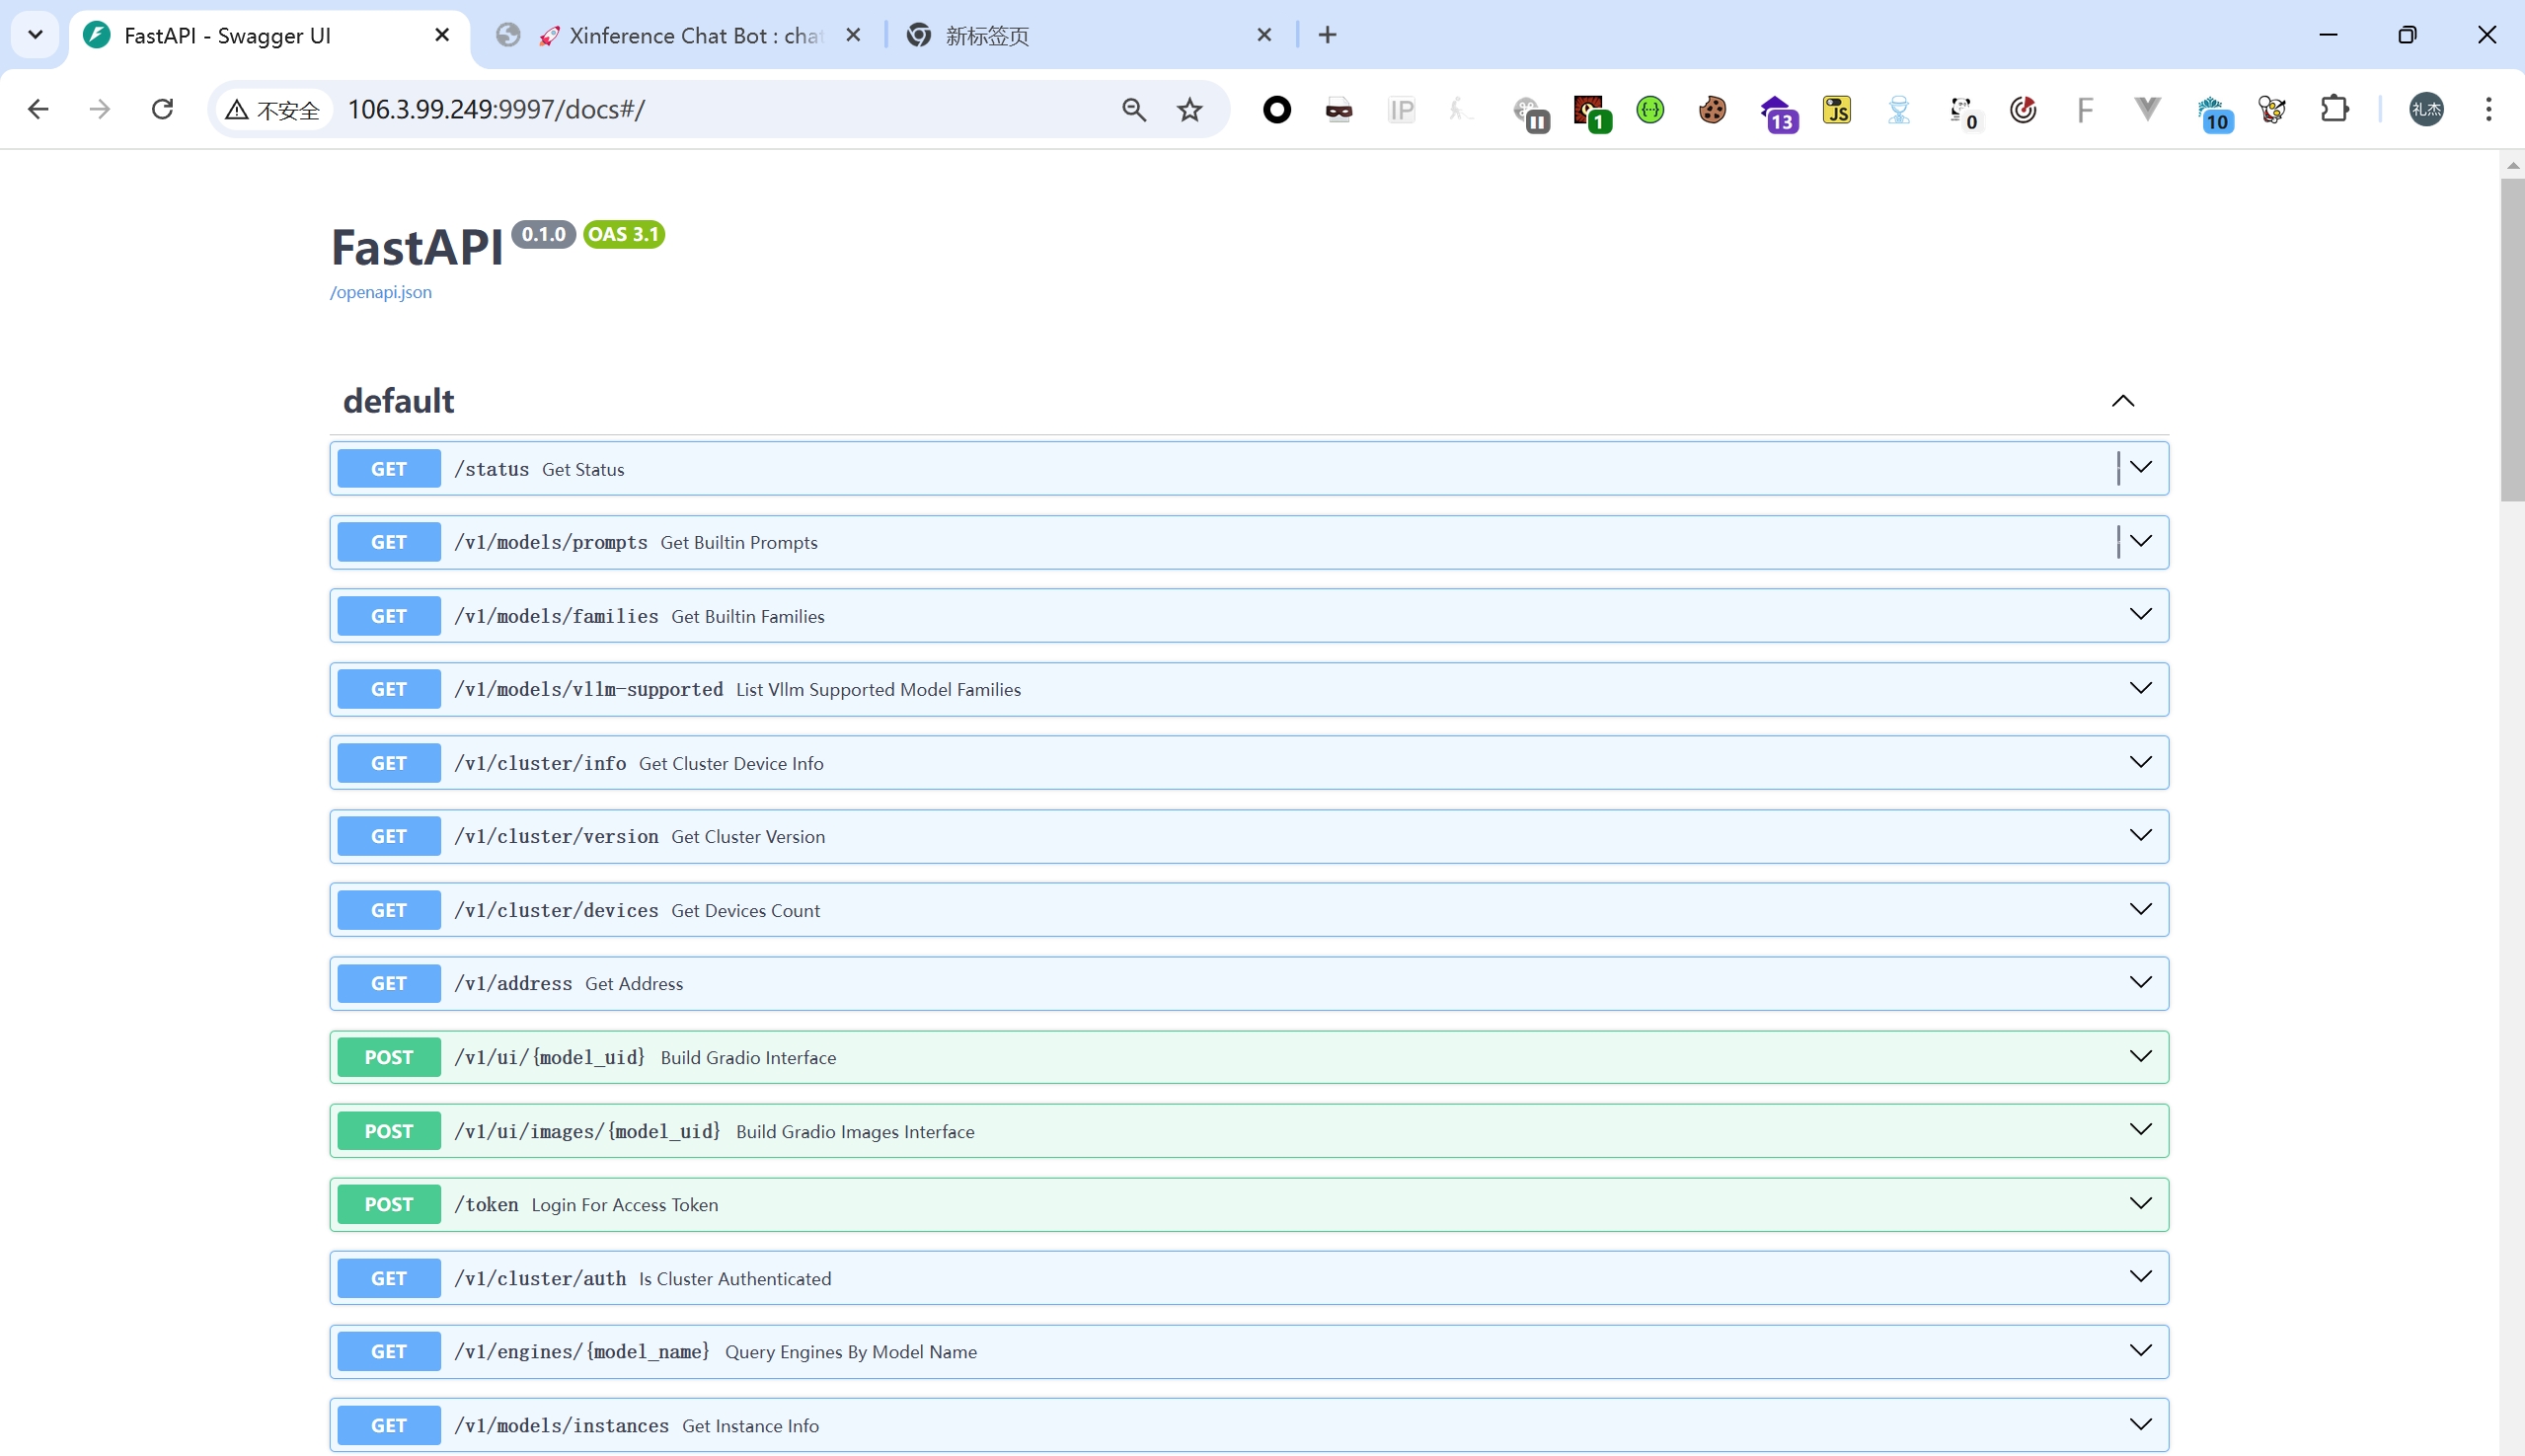 FastAPI - Swagger UI
🚀 Xinference Chat Bot : chat
新标签页
不安全
106.3.99.249:9997/docs#/
IP
1
13
JS
0
F
10
礼杰
FastAPI 0.1.0 OAS 3.1
/openapi.json
default
GET /status Get Status
GET /v1/models/prompts Get Builtin Prompts
GET /v1/models/families Get Builtin Families
GET /v1/models/vllm-supported List Vllm Supported Model Families
GET /v1/cluster/info Get Cluster Device Info
GET /v1/cluster/version Get Cluster Version
GET /v1/cluster/devices Get Devices Count
GET /v1/address Get Address
POST /v1/ui/{model_uid} Build Gradio Interface
POST /v1/ui/images/{model_uid} Build Gradio Images Interface
POST /token Login For Access Token
GET /v1/cluster/auth Is Cluster Authenticated
GET /v1/engines/{model_name} Query Engines By Model Name
GET /v1/models/instances Get Instance Info